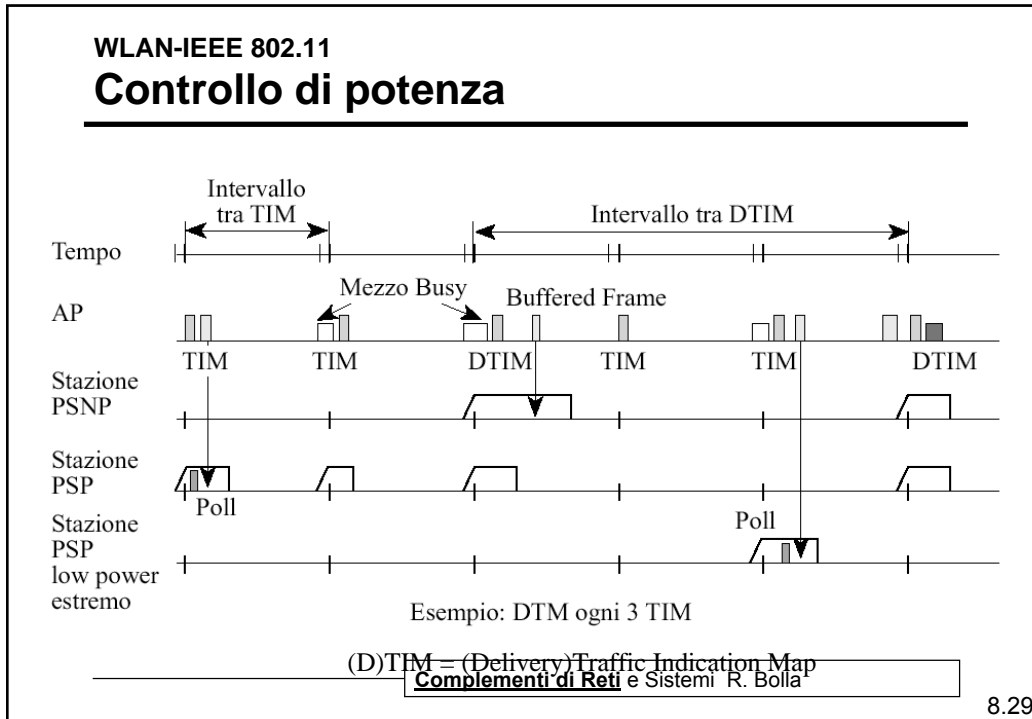 WLAN-IEEE 802.11
Controllo di potenza
Intervallo
tra TIM
Intervallo tra DTIM
Tempo
Mezzo Busy
Buffered Frame
AP
TIM TIM DTIM TIM TIM DTIM
Stazione
PSNP
Stazione
PSP
Poll
Poll
Stazione
PSP
low power
estremo
Esempio: DTM ogni 3 TIM
(D)TIM = (Delivery)Traffic Indication Map
Complementi di Reti e Sistemi R. Bolla
8.29